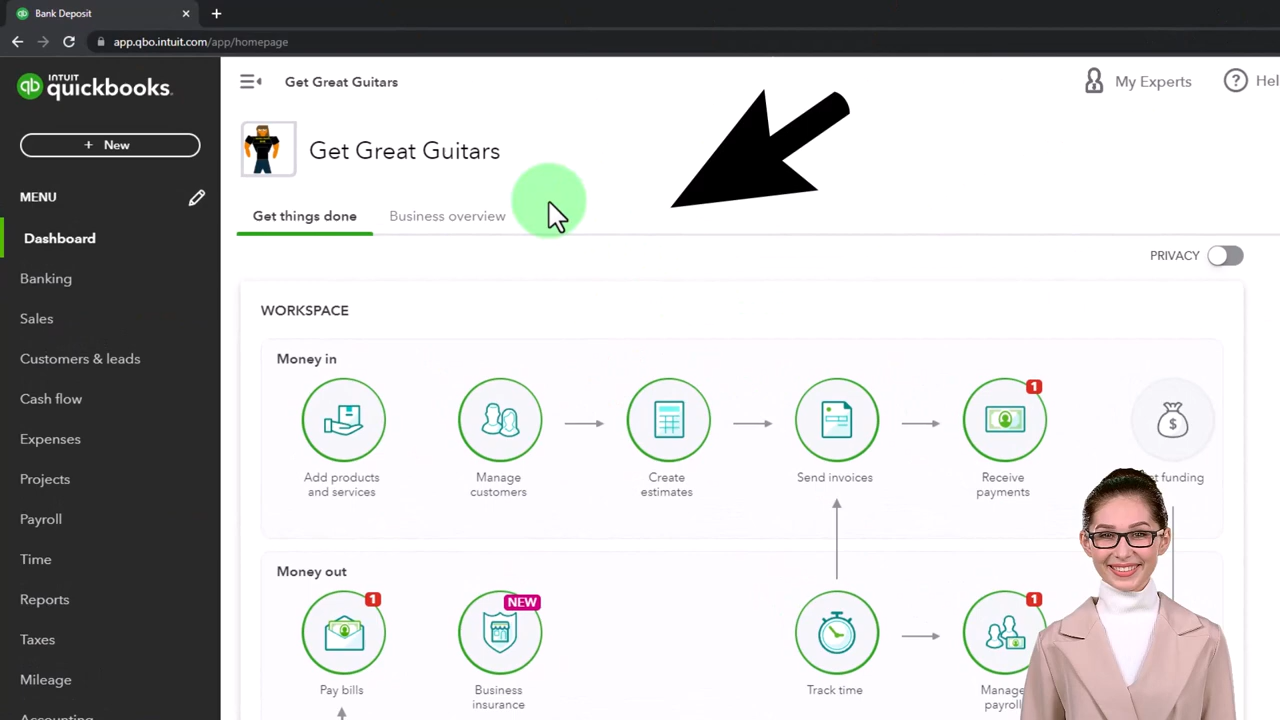 Bank Deposit
app.qbo.intuit.com/app/homepage
INTUIT
quickbooks.
qb
Get Great Guitars
My Experts
?
+ New
Get Great Guitars
MENU
Get things done
Business overview
Dashboard
PRIVACY
Banking
WORKSPACE
Sales
Money in
Customers & leads
1
Cash flow
$
Expenses
Add products
and services
Manage
customers
Create
estimates
Send invoices
Receive
payments
funding
Projects
Payroll
Time
Money out
Reports
1
NEW
1
Taxes
Mileage
Pay bills
Business
insurance
Track time